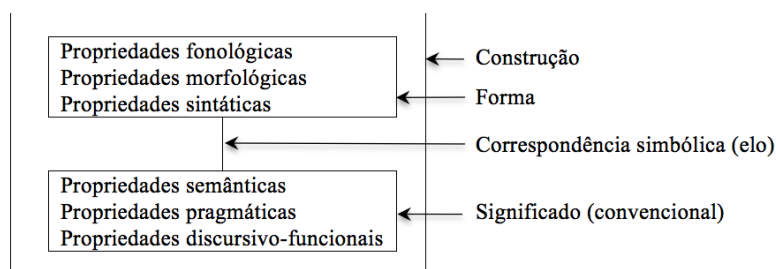 Propriedades fonológicas
Propriedades morfológicas
Propriedades sintáticas
Construção
Forma
Correspondência simbólica (elo)
Propriedades semânticas
Propriedades pragmáticas
Propriedades discursivo-funcionais
Significado (convencional)